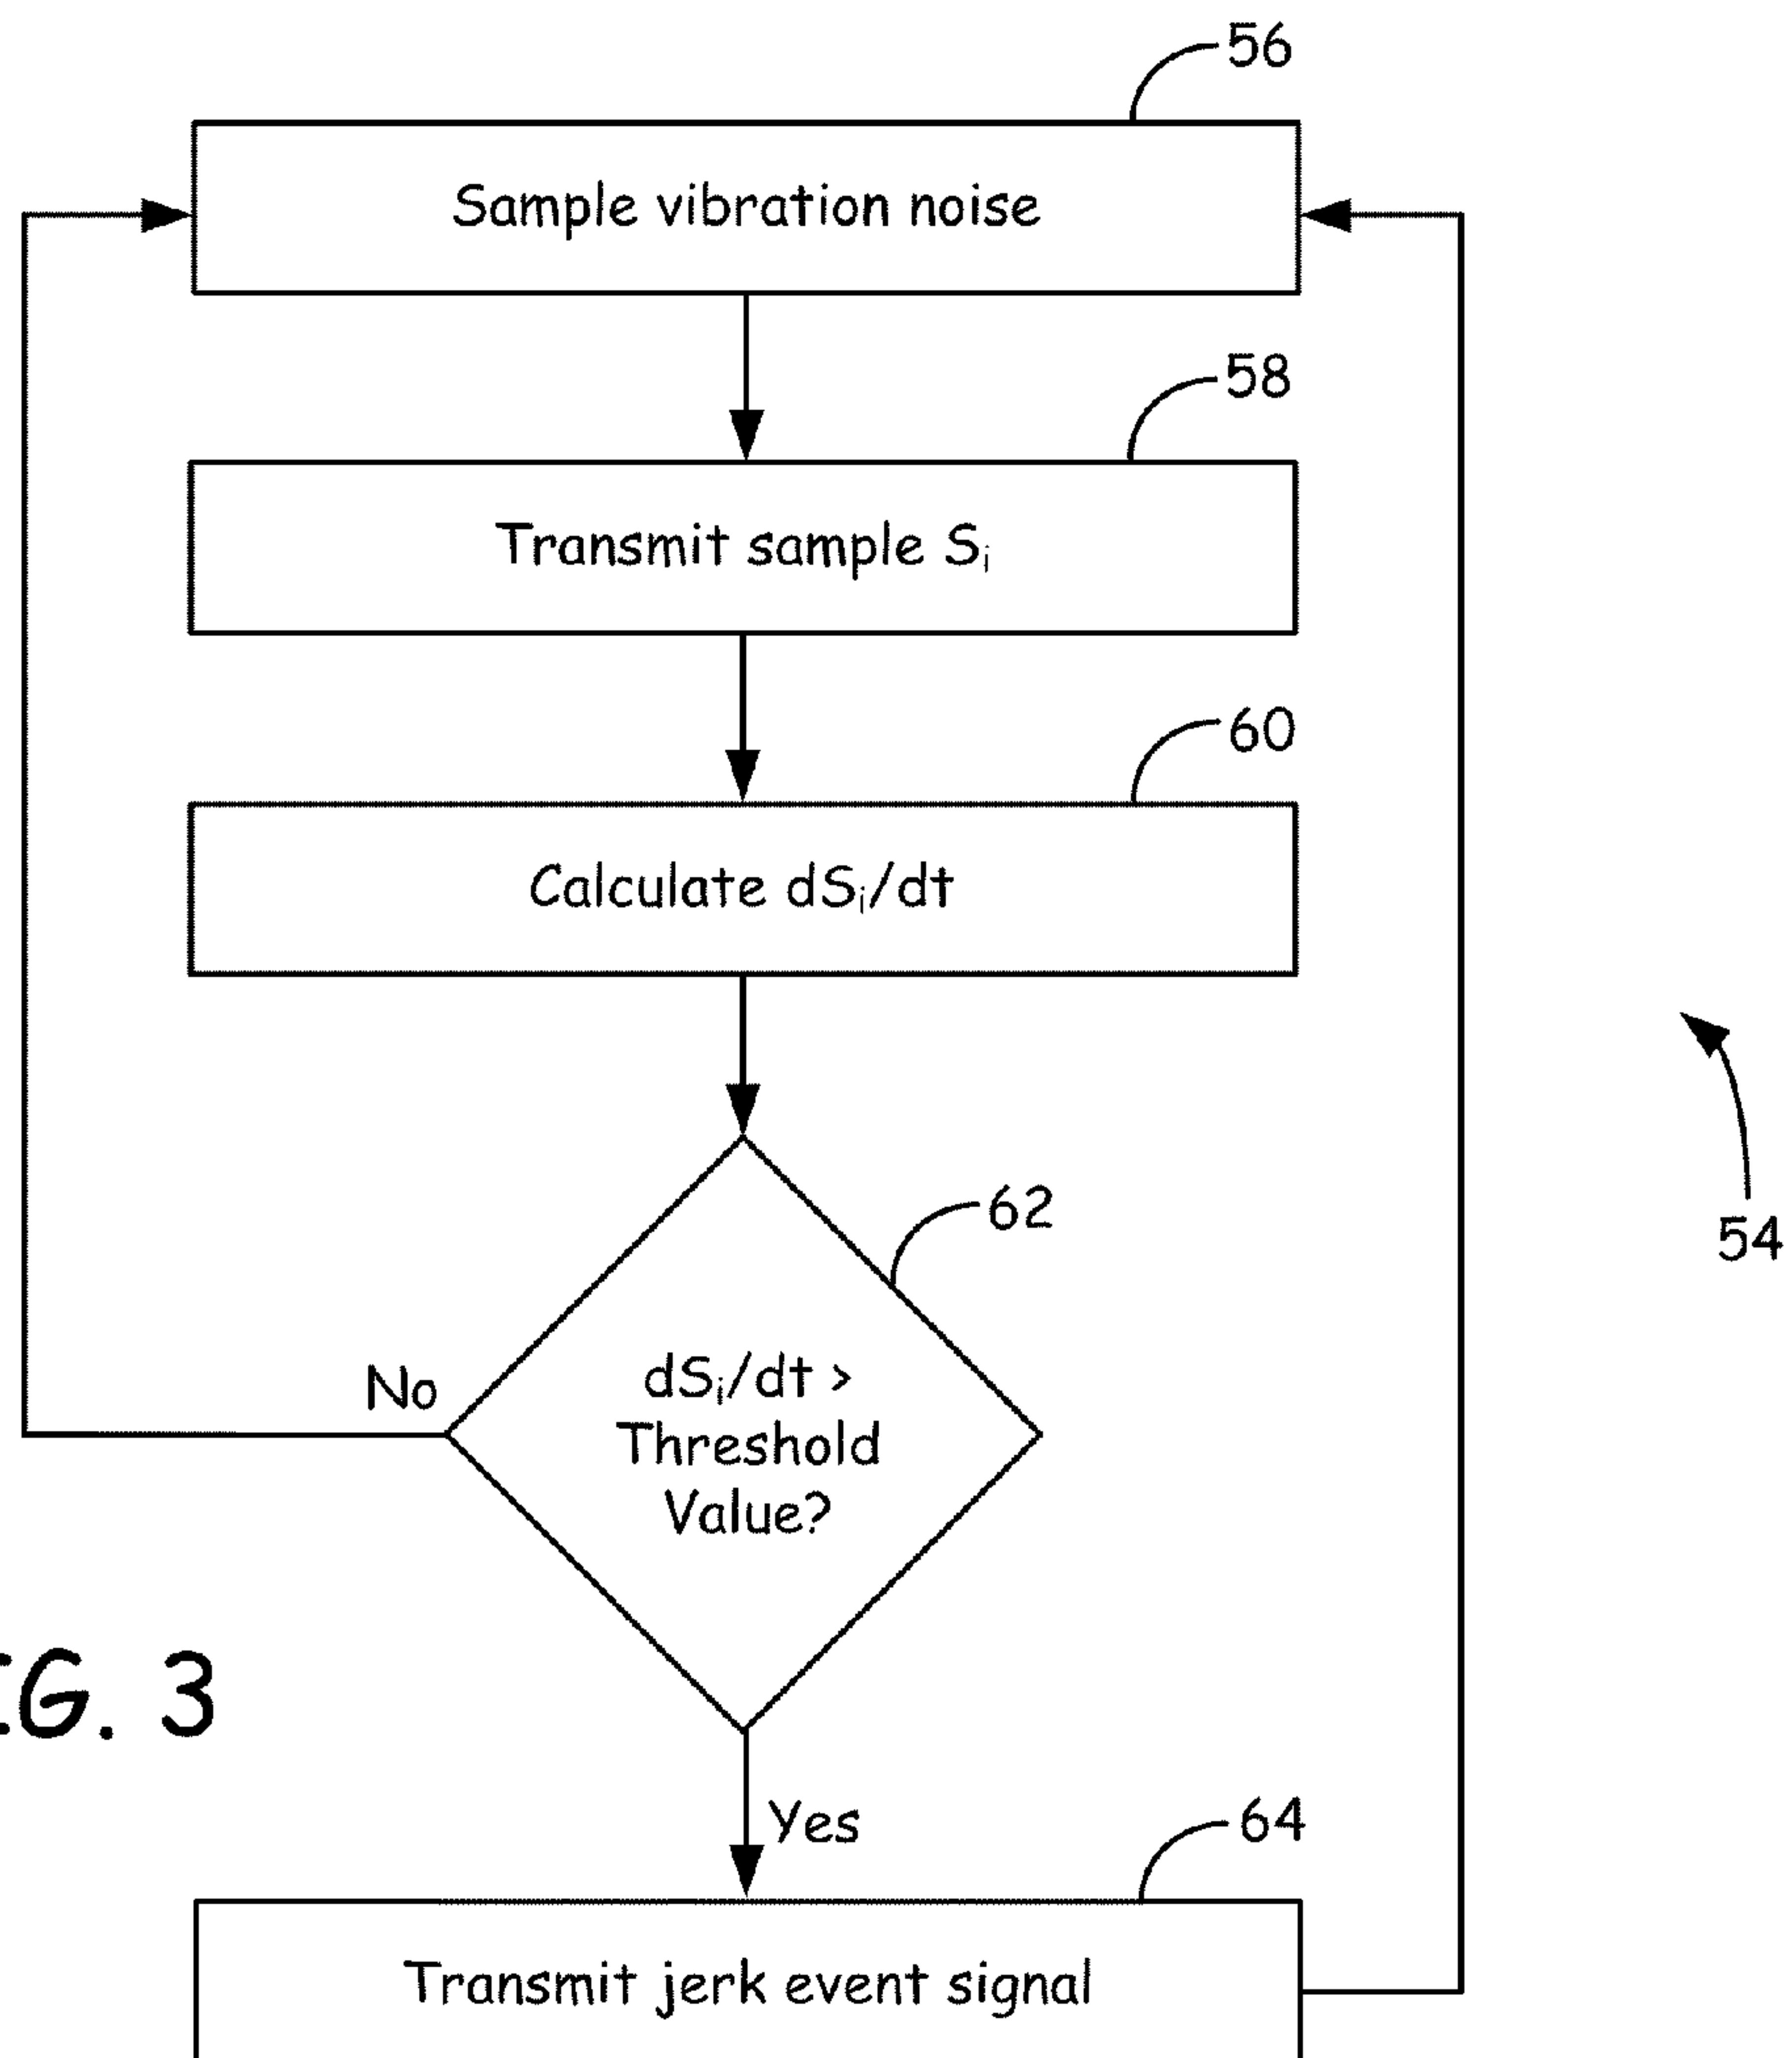 56
Sample vibration noise
58
Transmit sample Sᵢ
60
Calculate dSᵢ/dt
62
54
No
dSᵢ/dt >
Threshold
Value?
G. 3
Yes
64
Transmit jerk event signal